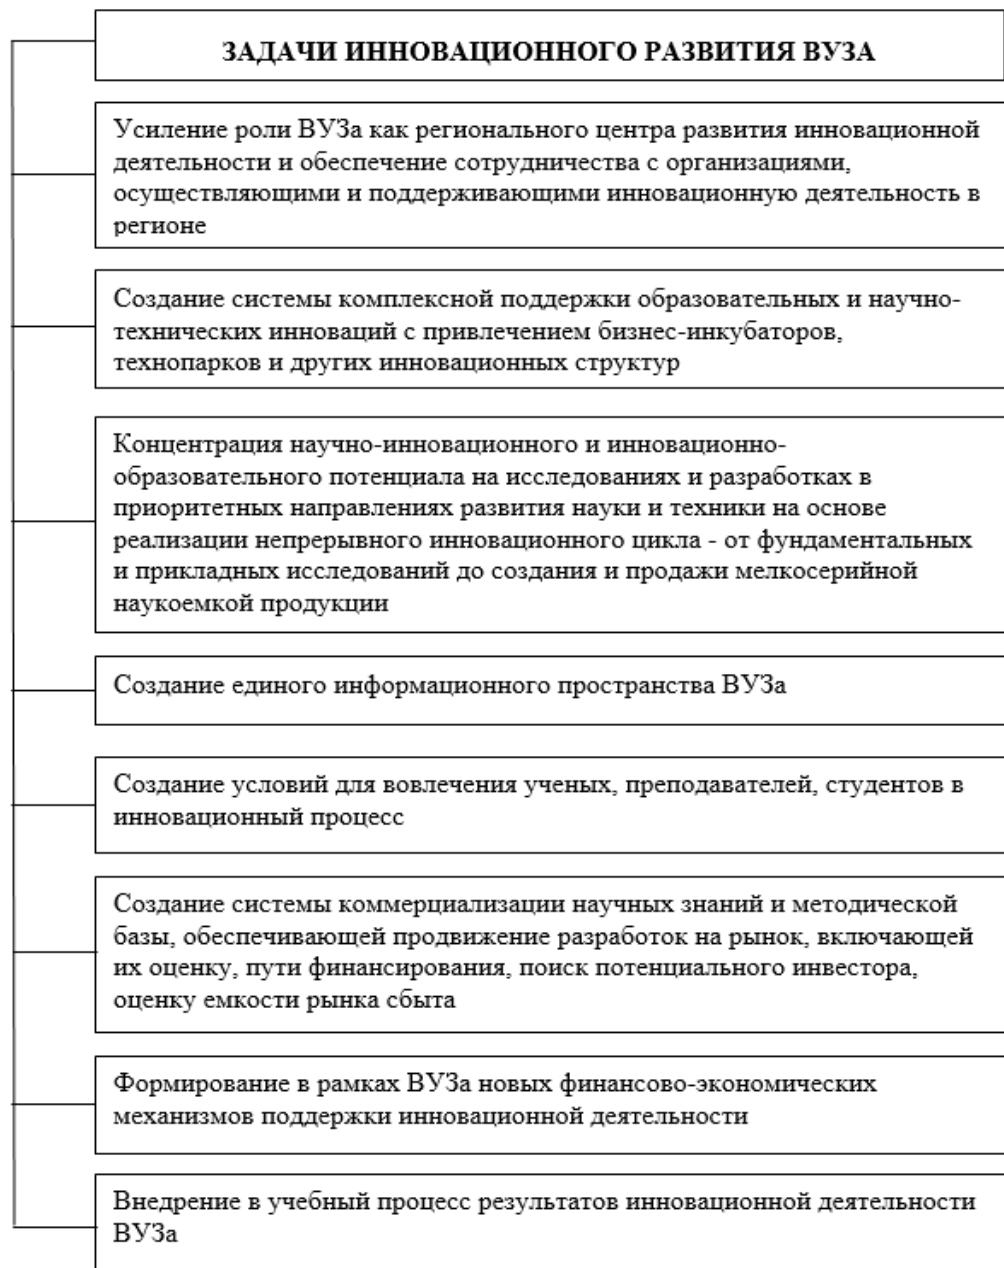 ЗАДАЧИ ИННОВАЦИОННОГО РАЗВИТИЯ ВУЗА
Усиление роли ВУЗа как регионального центра развития инновационной
деятельности и обеспечение сотрудничества с организациями,
осуществляющими и поддерживающими инновационную деятельность в
регионе
Создание системы комплексной поддержки образовательных и научно-
технических инноваций с привлечением бизнес-инкубаторов,
технопарков и других инновационных структур
Концентрация научно-инновационного и инновационно-
образовательного потенциала на исследованиях и разработках в
приоритетных направлениях развития науки и техники на основе
реализации непрерывного инновационного цикла - от фундаментальных
и прикладных исследований до создания и продажи мелкосерийной
наукоемкой продукции
Создание единого информационного пространства ВУЗа
Создание условий для вовлечения ученых, преподавателей, студентов в
инновационный процесс
Создание системы коммерциализации научных знаний и методической
базы, обеспечивающей продвижение разработок на рынок, включающей
их оценку, пути финансирования, поиск потенциального инвестора,
оценку емкости рынка сбыта
Формирование в рамках ВУЗа новых финансово-экономических
механизмов поддержки инновационной деятельности
Внедрение в учебный процесс результатов инновационной деятельности
ВУЗа